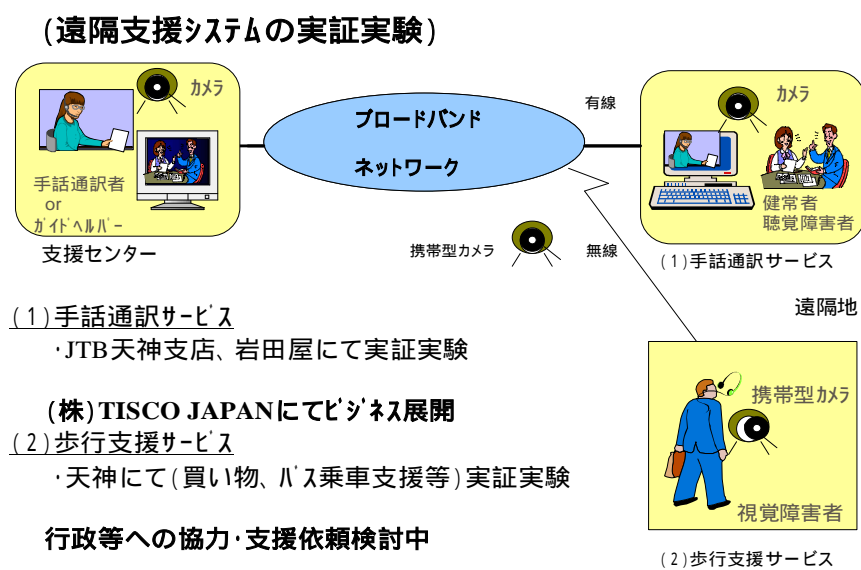 (遠隔支援ｼｽﾃﾑの実証実験)
カメラ
手話通訳者
or
ｶﾞｲﾄﾞﾍﾙﾊﾟｰ
支援センター
ブロードバンド
ネットワーク
有線
カメラ
健常者
聴覚障害者
(1)手話通訳サービス
携帯型カメラ
無線
遠隔地
(1)手話通訳ｻｰﾋﾞｽ
・JTB天神支店、岩田屋にて実証実験
(株)TISCO JAPANにてﾋﾞｼﾞﾈｽ展開
(2)歩行支援ｻｰﾋﾞｽ
・天神にて(買い物、ﾊﾞｽ乗車支援等)実証実験
行政等への協力・支援依頼検討中
携帯型ｶﾒﾗ
視覚障害者
(2)歩行支援サービス